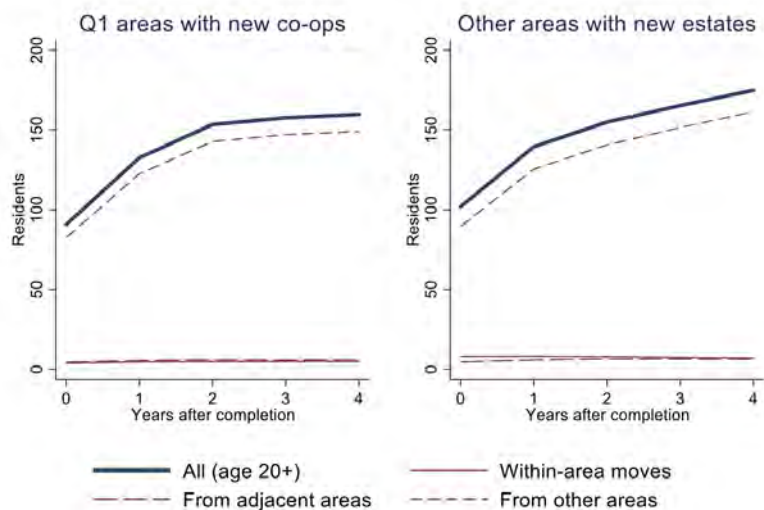 Q1 areas with new co-ops
Other areas with new estates
200
150
100
50
0
Residents
0 1 2 3 4
Years after completion
200
150
100
50
0
Residents
0 1 2 3 4
Years after completion
All (age 20+)
Within-area moves
From adjacent areas
From other areas